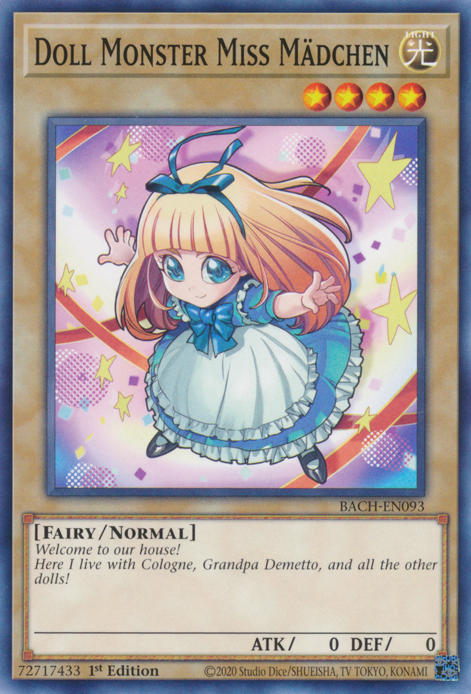 Doll Monster Miss Mädchen
LIGHT
光
BACH-EN093
[Fairy/Normal]
Welcome to our house!
Here I live with Cologne, Grandpa Demetto, and all the other
dolls!
ATK/ 0 DEF/ 0
72717433 1st Edition ©2020 Studio Dice/SHUEISHA, TV TOKYO, KONAMI